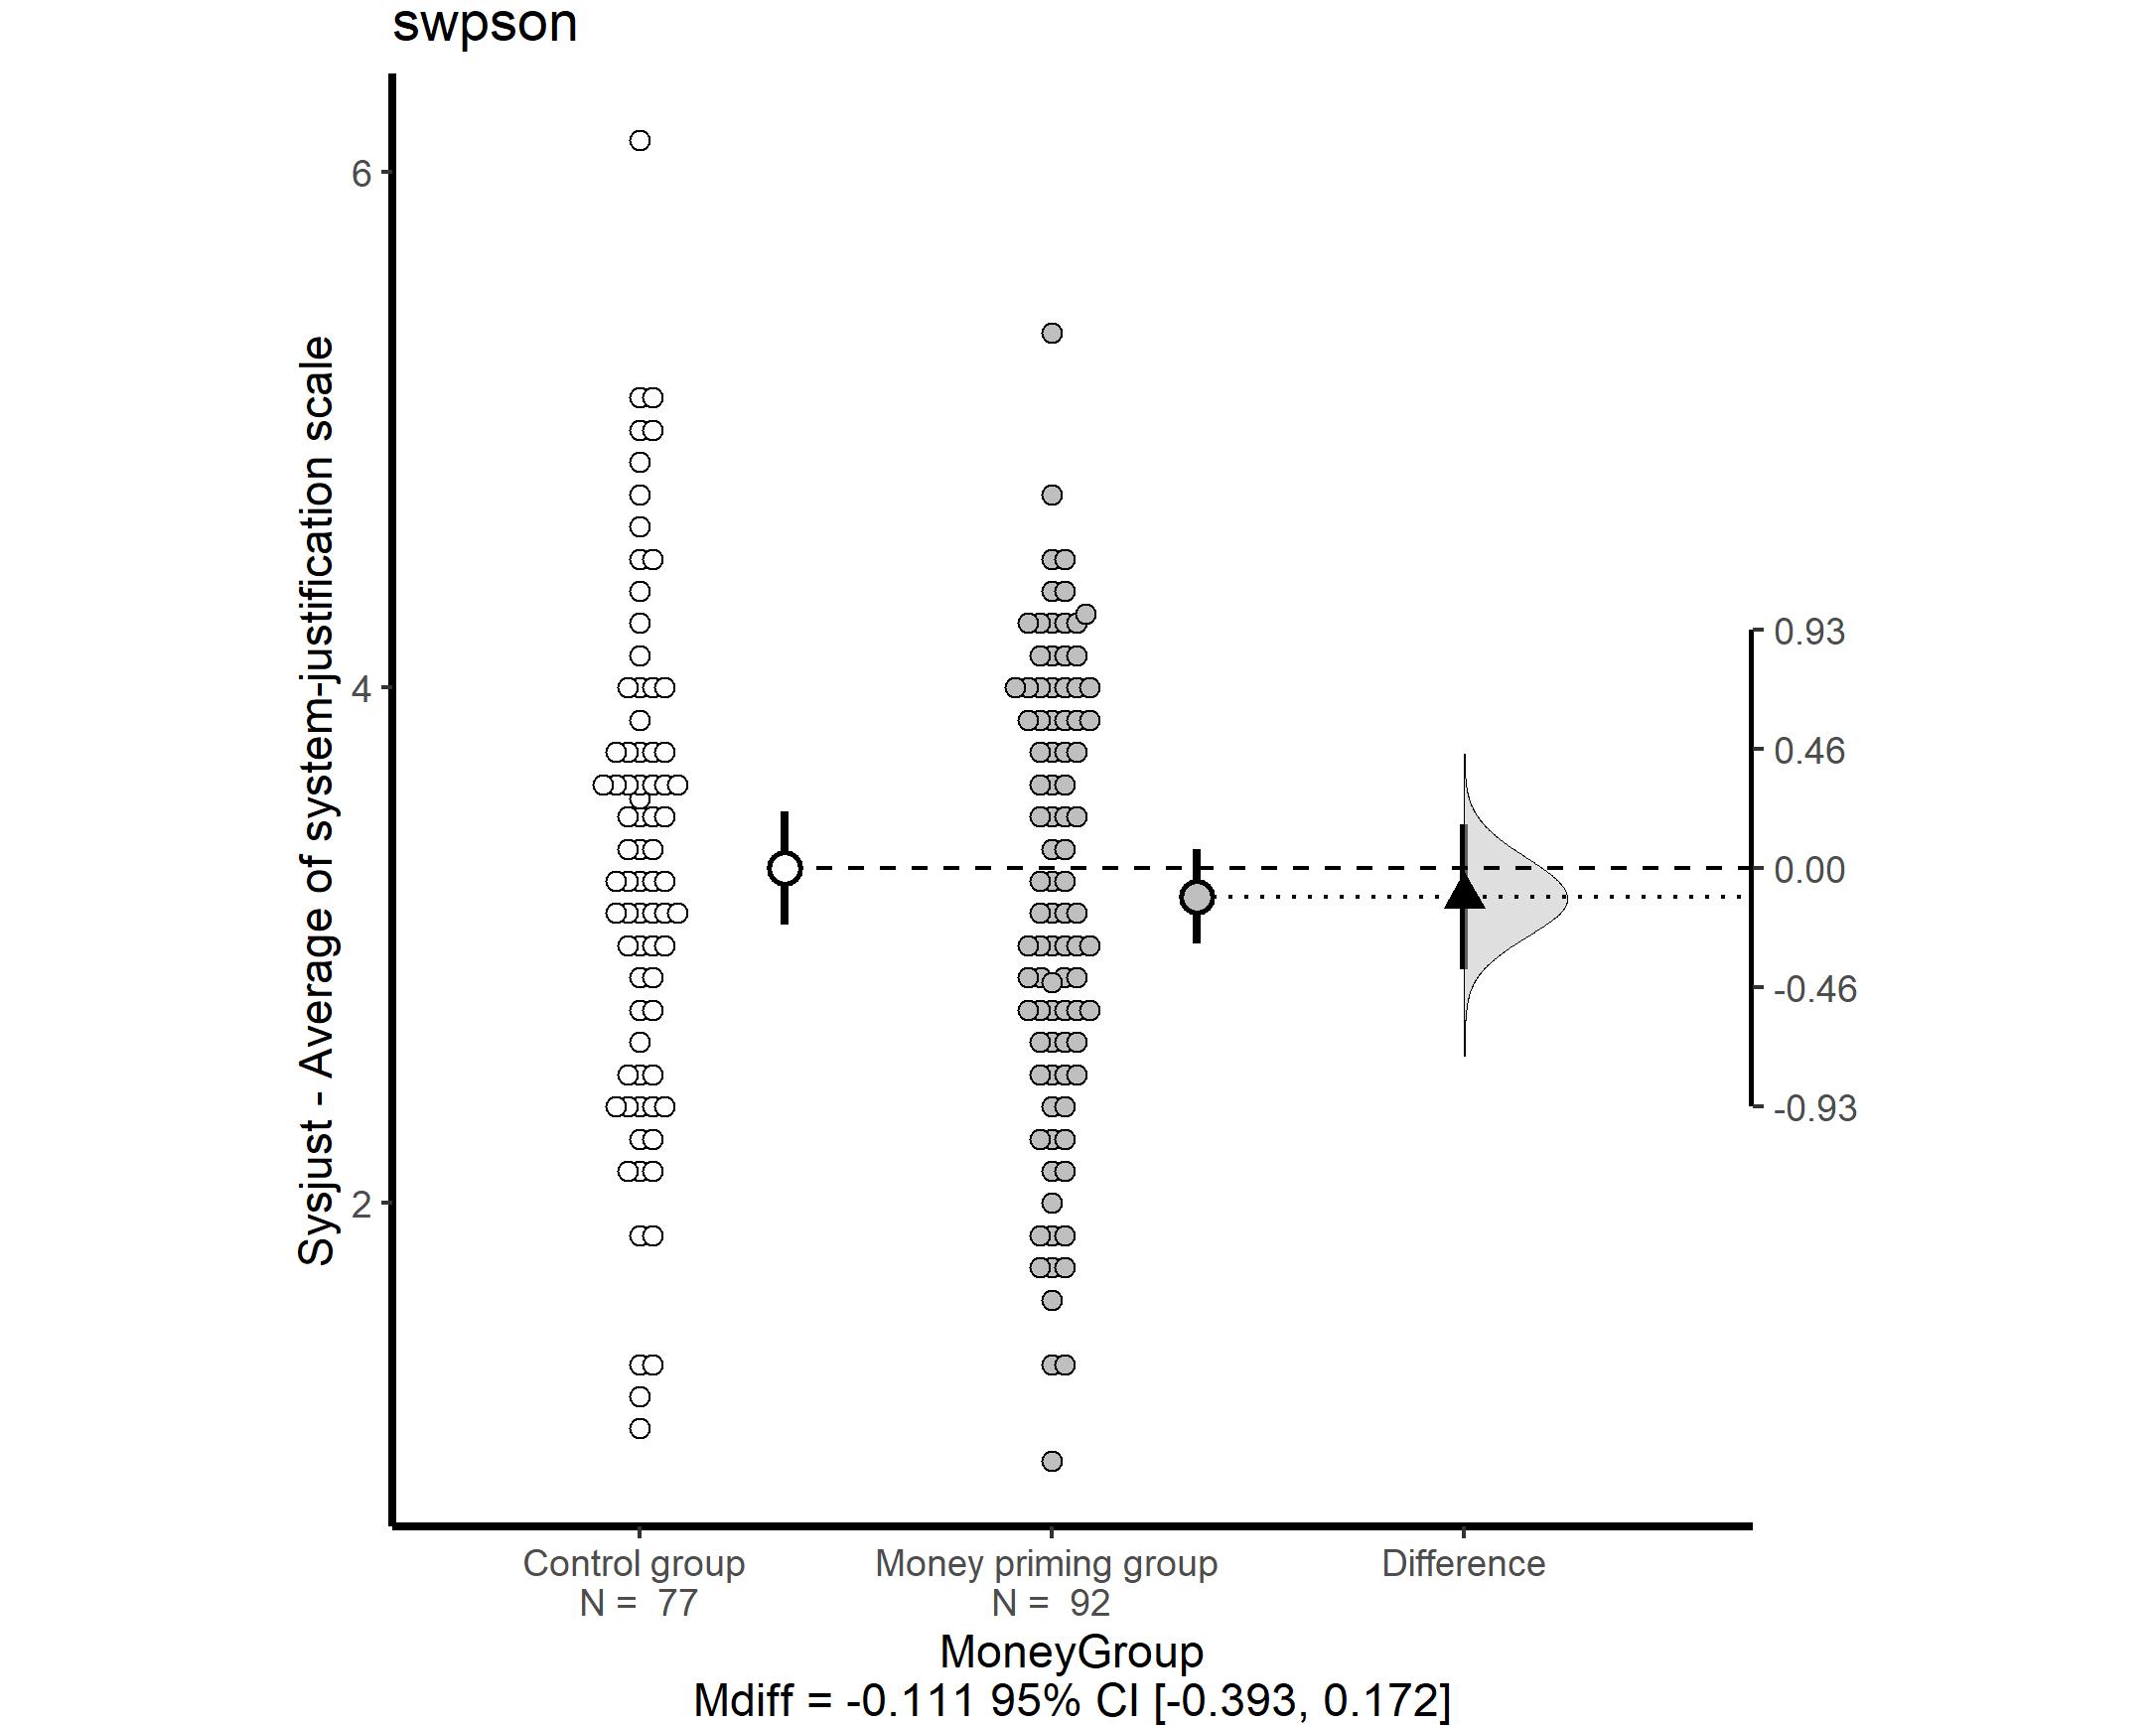 swpson
Sysjust - Average of system-justification scale
6
4
2
0.93
0.46
0.00
-0.46
-0.93
Control group
N = 77
Money priming group
N = 92
Difference
MoneyGroup
Mdiff = -0.111 95% CI [-0.393, 0.172]